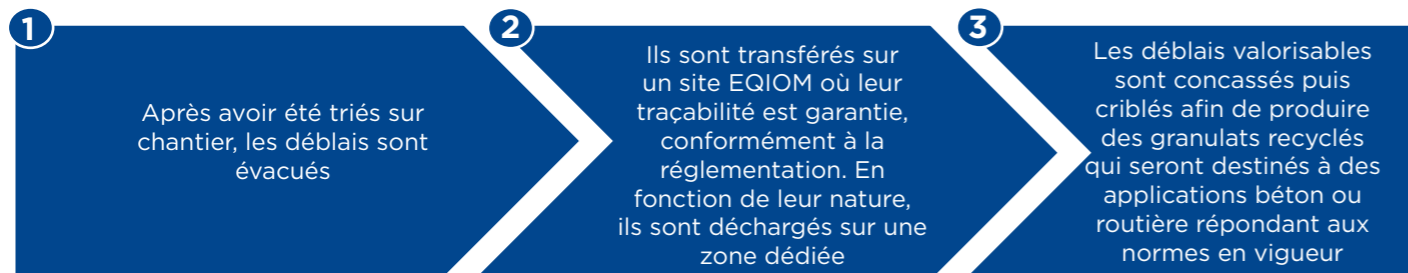 1
Après avoir été triés sur
chantier, les déblais sont
évacués
2
Ils sont transférés sur
un site EQIOM où leur
traçabilité est garantie,
conformément à la
réglementation. En
fonction de leur nature,
ils sont déchargés sur une
zone dédiée
3
Les déblais valorisables
sont concassés puis
criblés afin de produire
des granulats recyclés
qui seront destinés à des
applications béton ou
routière répondant aux
normes en vigueur